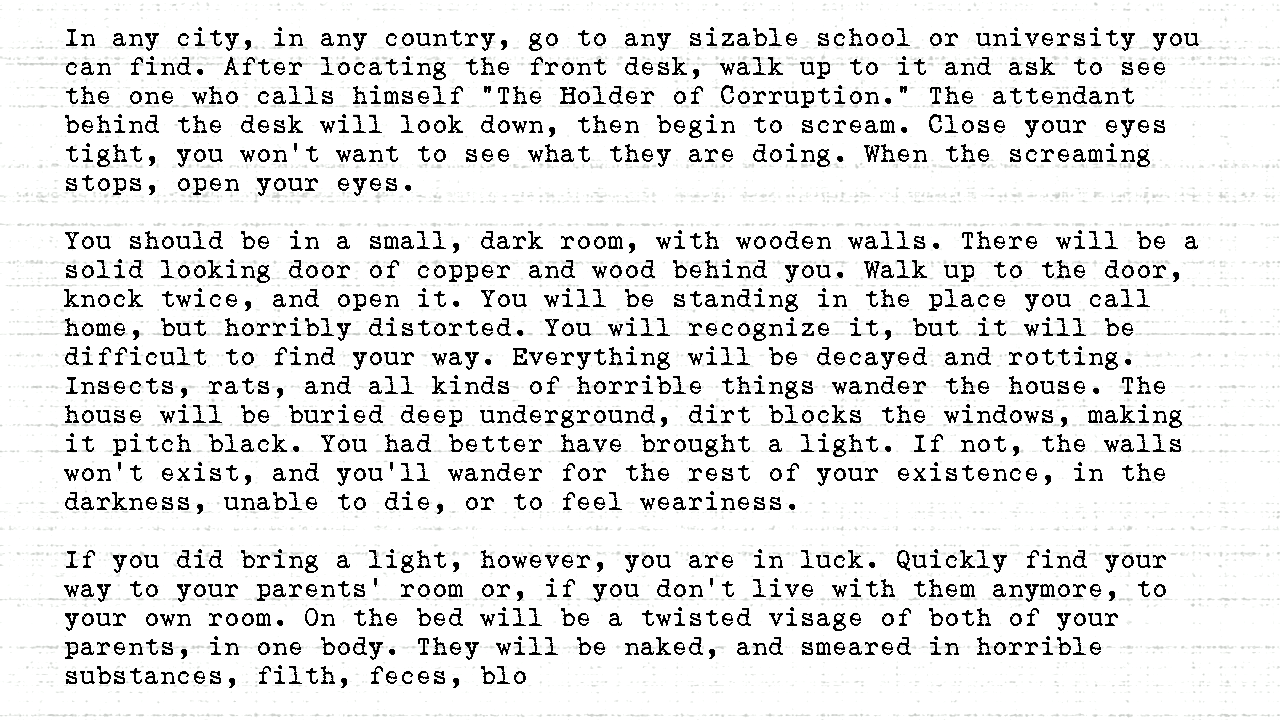 In any city, in any country, go to any sizable school or university you
can find. After locating the front desk, walk up to it and ask to see
the one who calls himself "The Holder of Corruption." The attendant
behind the desk will look down, then begin to scream. Close your eyes
tight, you won't want to see what they are doing. When the screaming
stops, open your eyes.

You should be in a small, dark room, with wooden walls. There will be a
solid looking door of copper and wood behind you. Walk up to the door,
knock twice, and open it. You will be standing in the place you call
home, but horribly distorted. You will recognize it, but it will be
difficult to find your way. Everything will be decayed and rotting.
Insects, rats, and all kinds of horrible things wander the house. The
house will be buried deep underground, dirt blocks the windows, making
it pitch black. You had better have brought a light. If not, the walls
won't exist, and you'll wander for the rest of your existence, in the
darkness, unable to die, or to feel weariness.

If you did bring a light, however, you are in luck. Quickly find your
way to your parents' room or, if you don't live with them anymore, to
your own room. On the bed will be a twisted visage of both of your
parents, in one body. They will be naked, and smeared in horrible
substances, filth, feces, blo